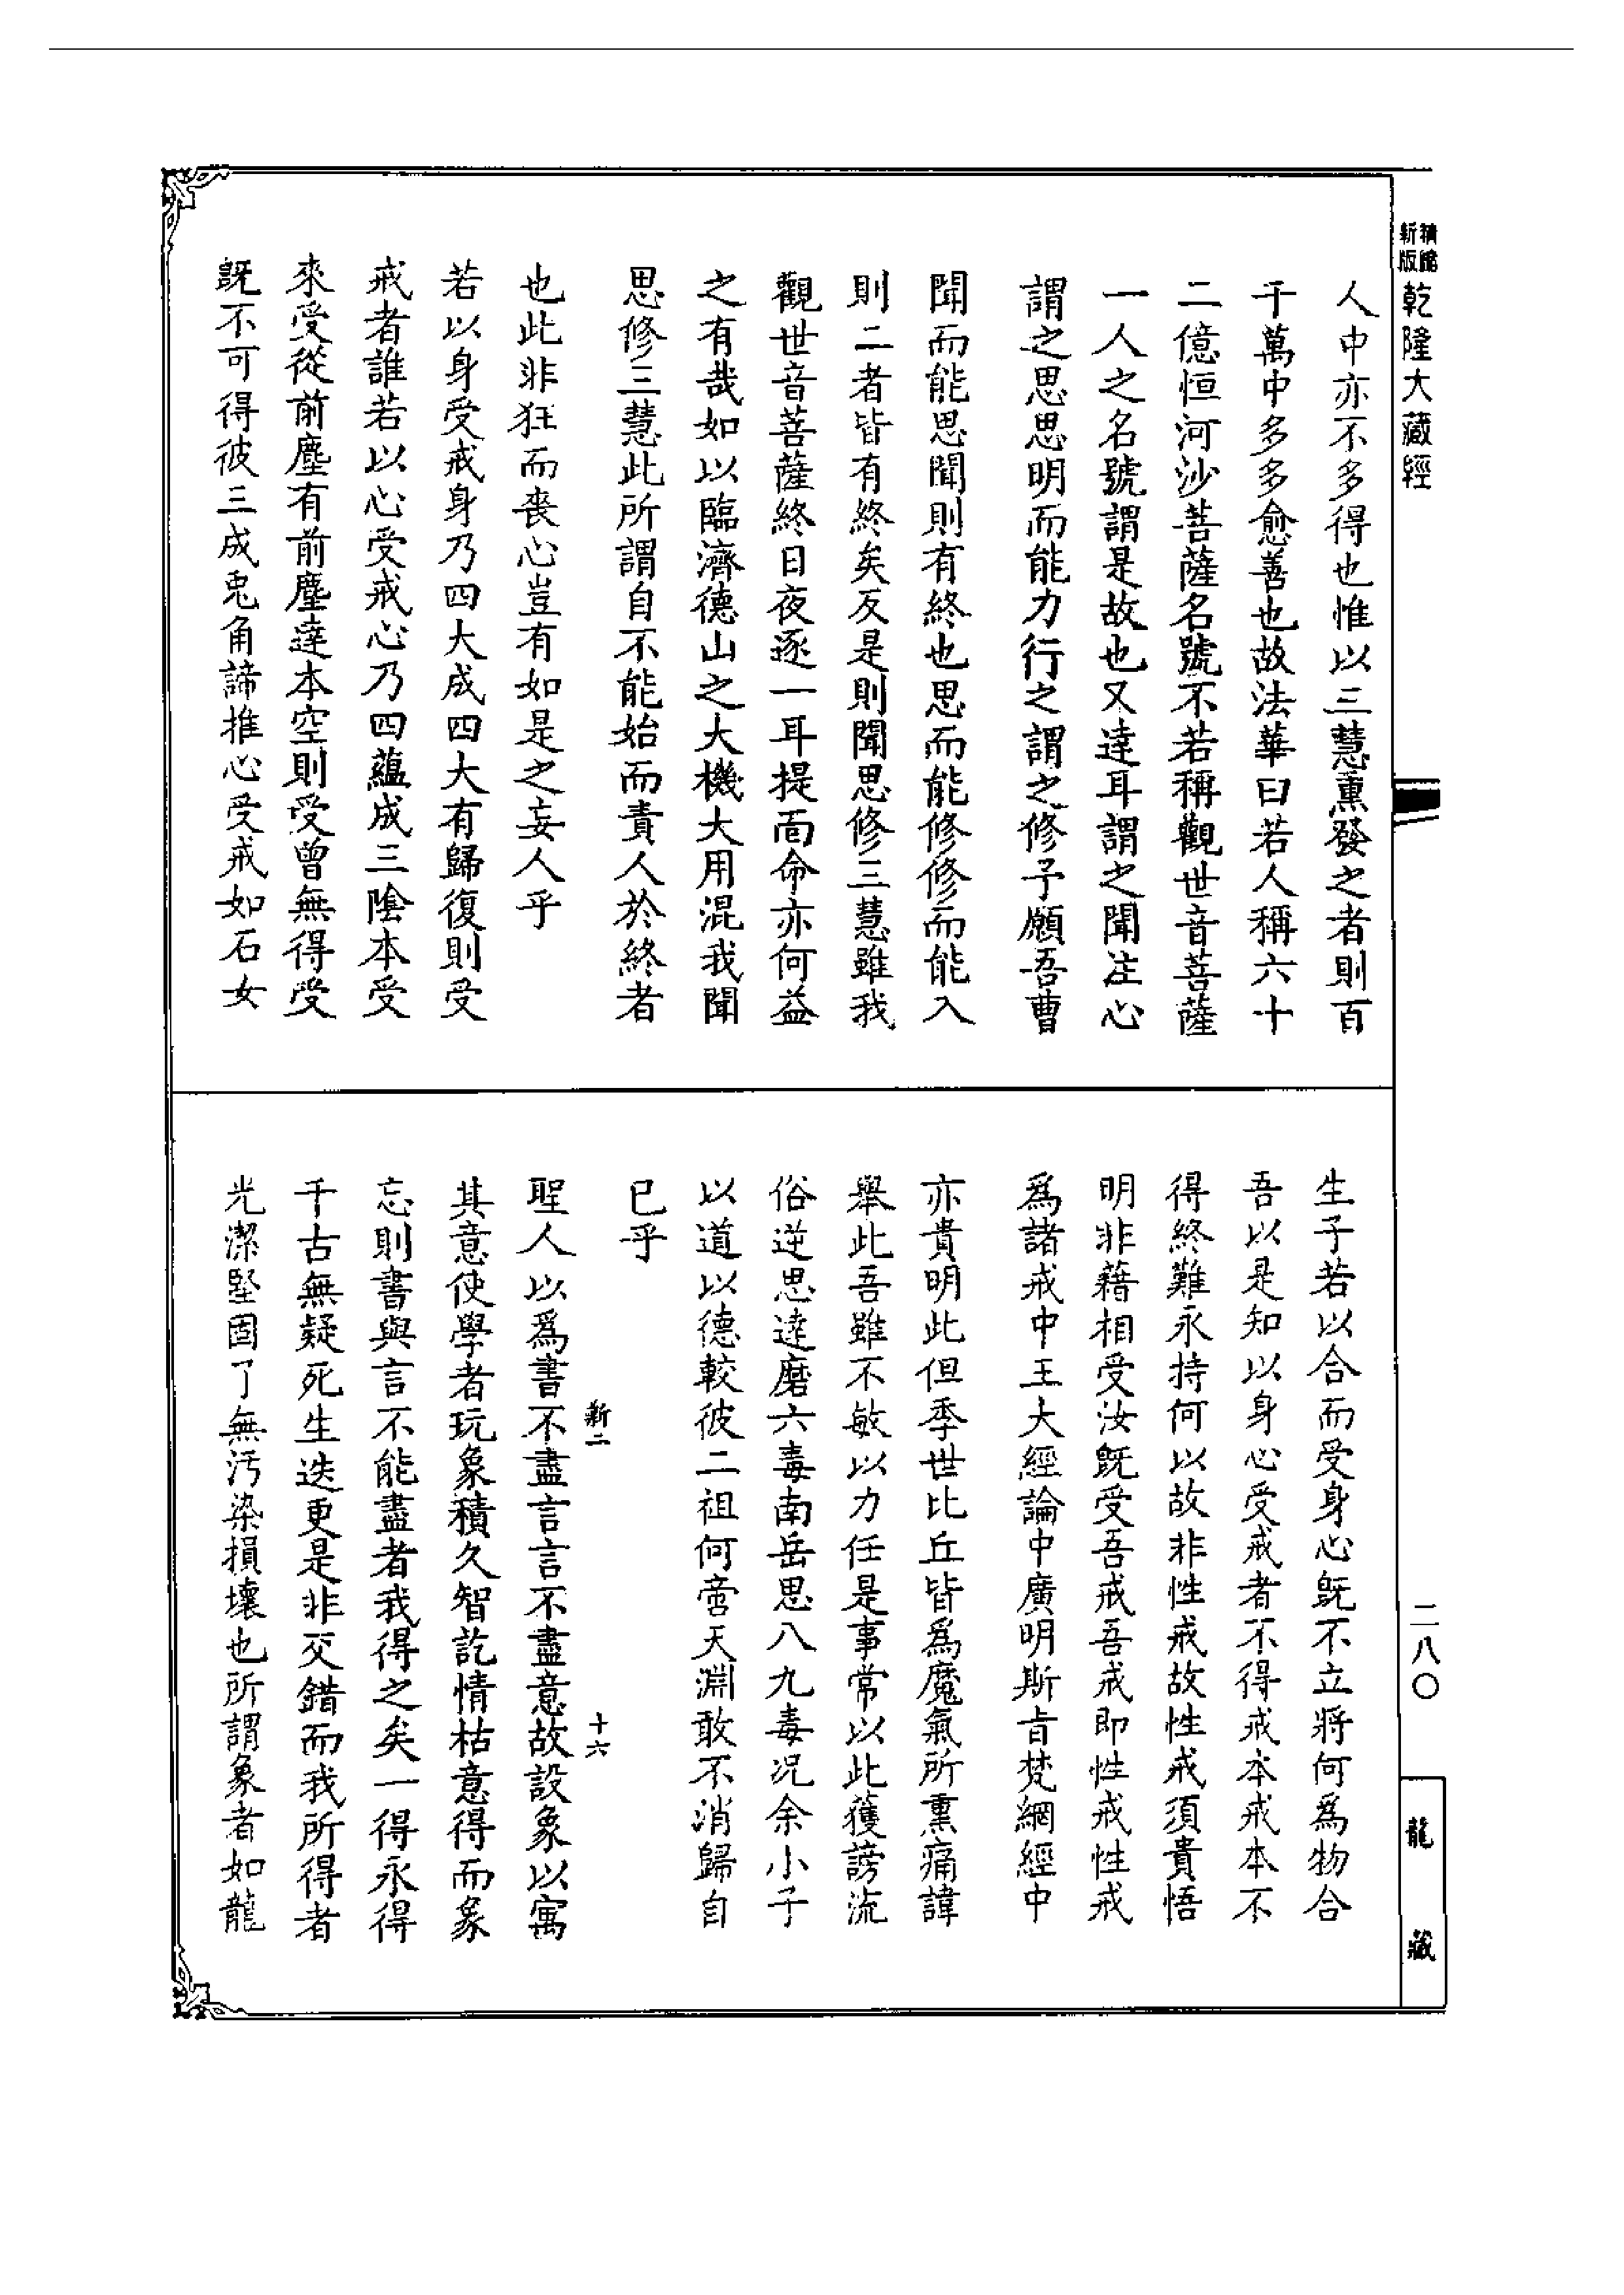 精縮
新版
乾隆大藏經
人中亦不多得也惟以三慧熏發之者則百
千萬中多多愈善也故法華曰若人稱六十
二億恒河沙菩薩名號不若稱觀世音菩薩
一人之名號謂是故也又達耳謂之聞注心
謂之思思明而能力行之謂之修予願吾曹
聞而能思聞則有終也思而能修修而能入
則二者皆有終矣反是則聞思修三慧雖我
觀世音菩薩終日夜逐一耳提靣命亦何益
之有哉如以臨濟德山之大機大用混我聞
思修三慧此所謂自不能始而責人於終者
也此非狂而喪心豈有如是之妄人乎
若以身受戒身乃四大成四大有歸復則受
戒者誰若以心受戒心乃四蘊成三陰本受
來受從前塵有前塵達本空則受曾無得受
旣不可得彼三成兎角諦推心受戒如石女
生子若以合而受身心旣不立將何爲物合
吾以是知以身心受戒者不得戒本戒本不
得終難永持何以故非性戒故性戒須貴悟
明非藉相受汝旣受吾戒吾戒即性戒性戒
爲諸戒中王大經論中廣明斯旨梵網經中
亦貴明此但季世比丘皆爲魔氣所熏痛諱
舉此吾雖不敏以力任是事常以此獲謗流
俗逆思達磨六毒南岳思八九毒況余小子
以道以德較彼二祖何啻天淵敢不消歸自
已乎
新二
十六
聖人以爲書不盡言言不盡意故設象以寓
其意使學者玩象積久智訖情枯意得而象
忘則書與言不能盡者我得之矣一得永得
千古無疑死生迭更是非交錯而我所得者
光潔堅固了無污染損壞也所謂象者如龍
二八〇
龍藏